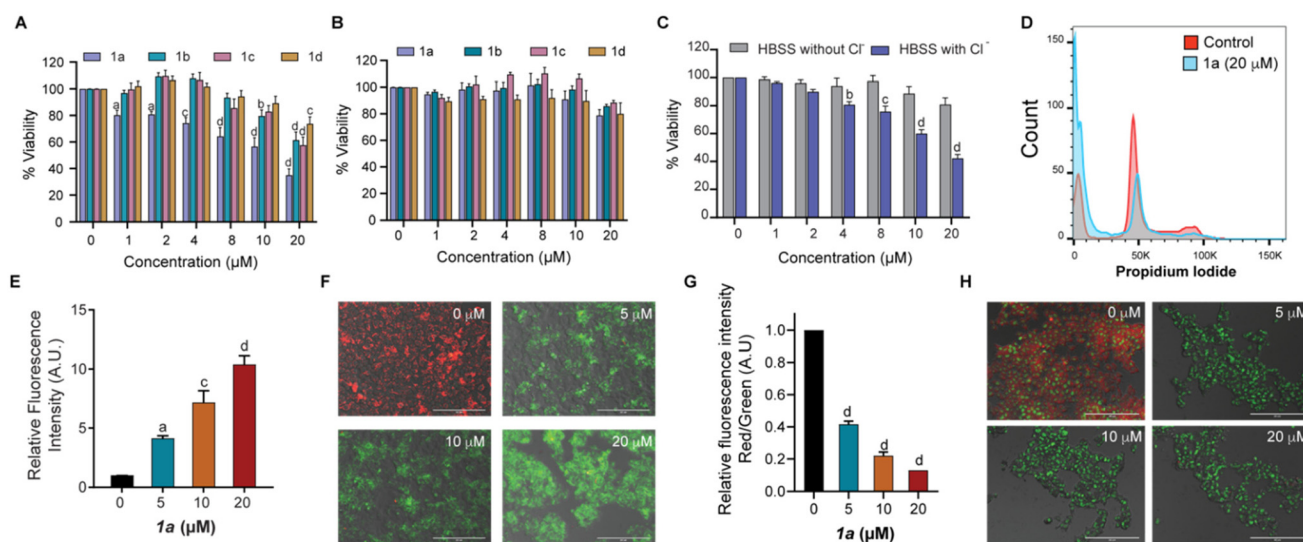 A
1a 1b 1c 1d
% Viability
120
100
80
60
40
20
0
a a c d d d
b d d c
0 1 2 4 8 10 20
Concentration (µM)
B
1a 1b 1c 1d
% Viability
120
100
80
60
40
20
0
0 1 2 4 8 10 20
Concentration (µM)
C
HBSS without Cl⁻ HBSS with Cl⁻
% Viability
120
100
80
60
40
20
0
b c d d
0 1 2 4 8 10 20
Concentration (µM)
D
Control
1a (20 µM)
Count
150
100
50
0
0 50K 100K 150K
Propidium Iodide
E
Relative Fluorescence
Intensity (A.U.)
15
10
5
0
a c d
0 5 10 20
1a (µM)
F
0 µM 5 µM
10 µM 20 µM
G
Relative fluorescence intensity
Red/Green (A.U)
1.0
0.8
0.6
0.4
0.2
0.0
d d d
0 5 10 20
1a (µM)
H
0 µM 5 µM
10 µM 20 µM